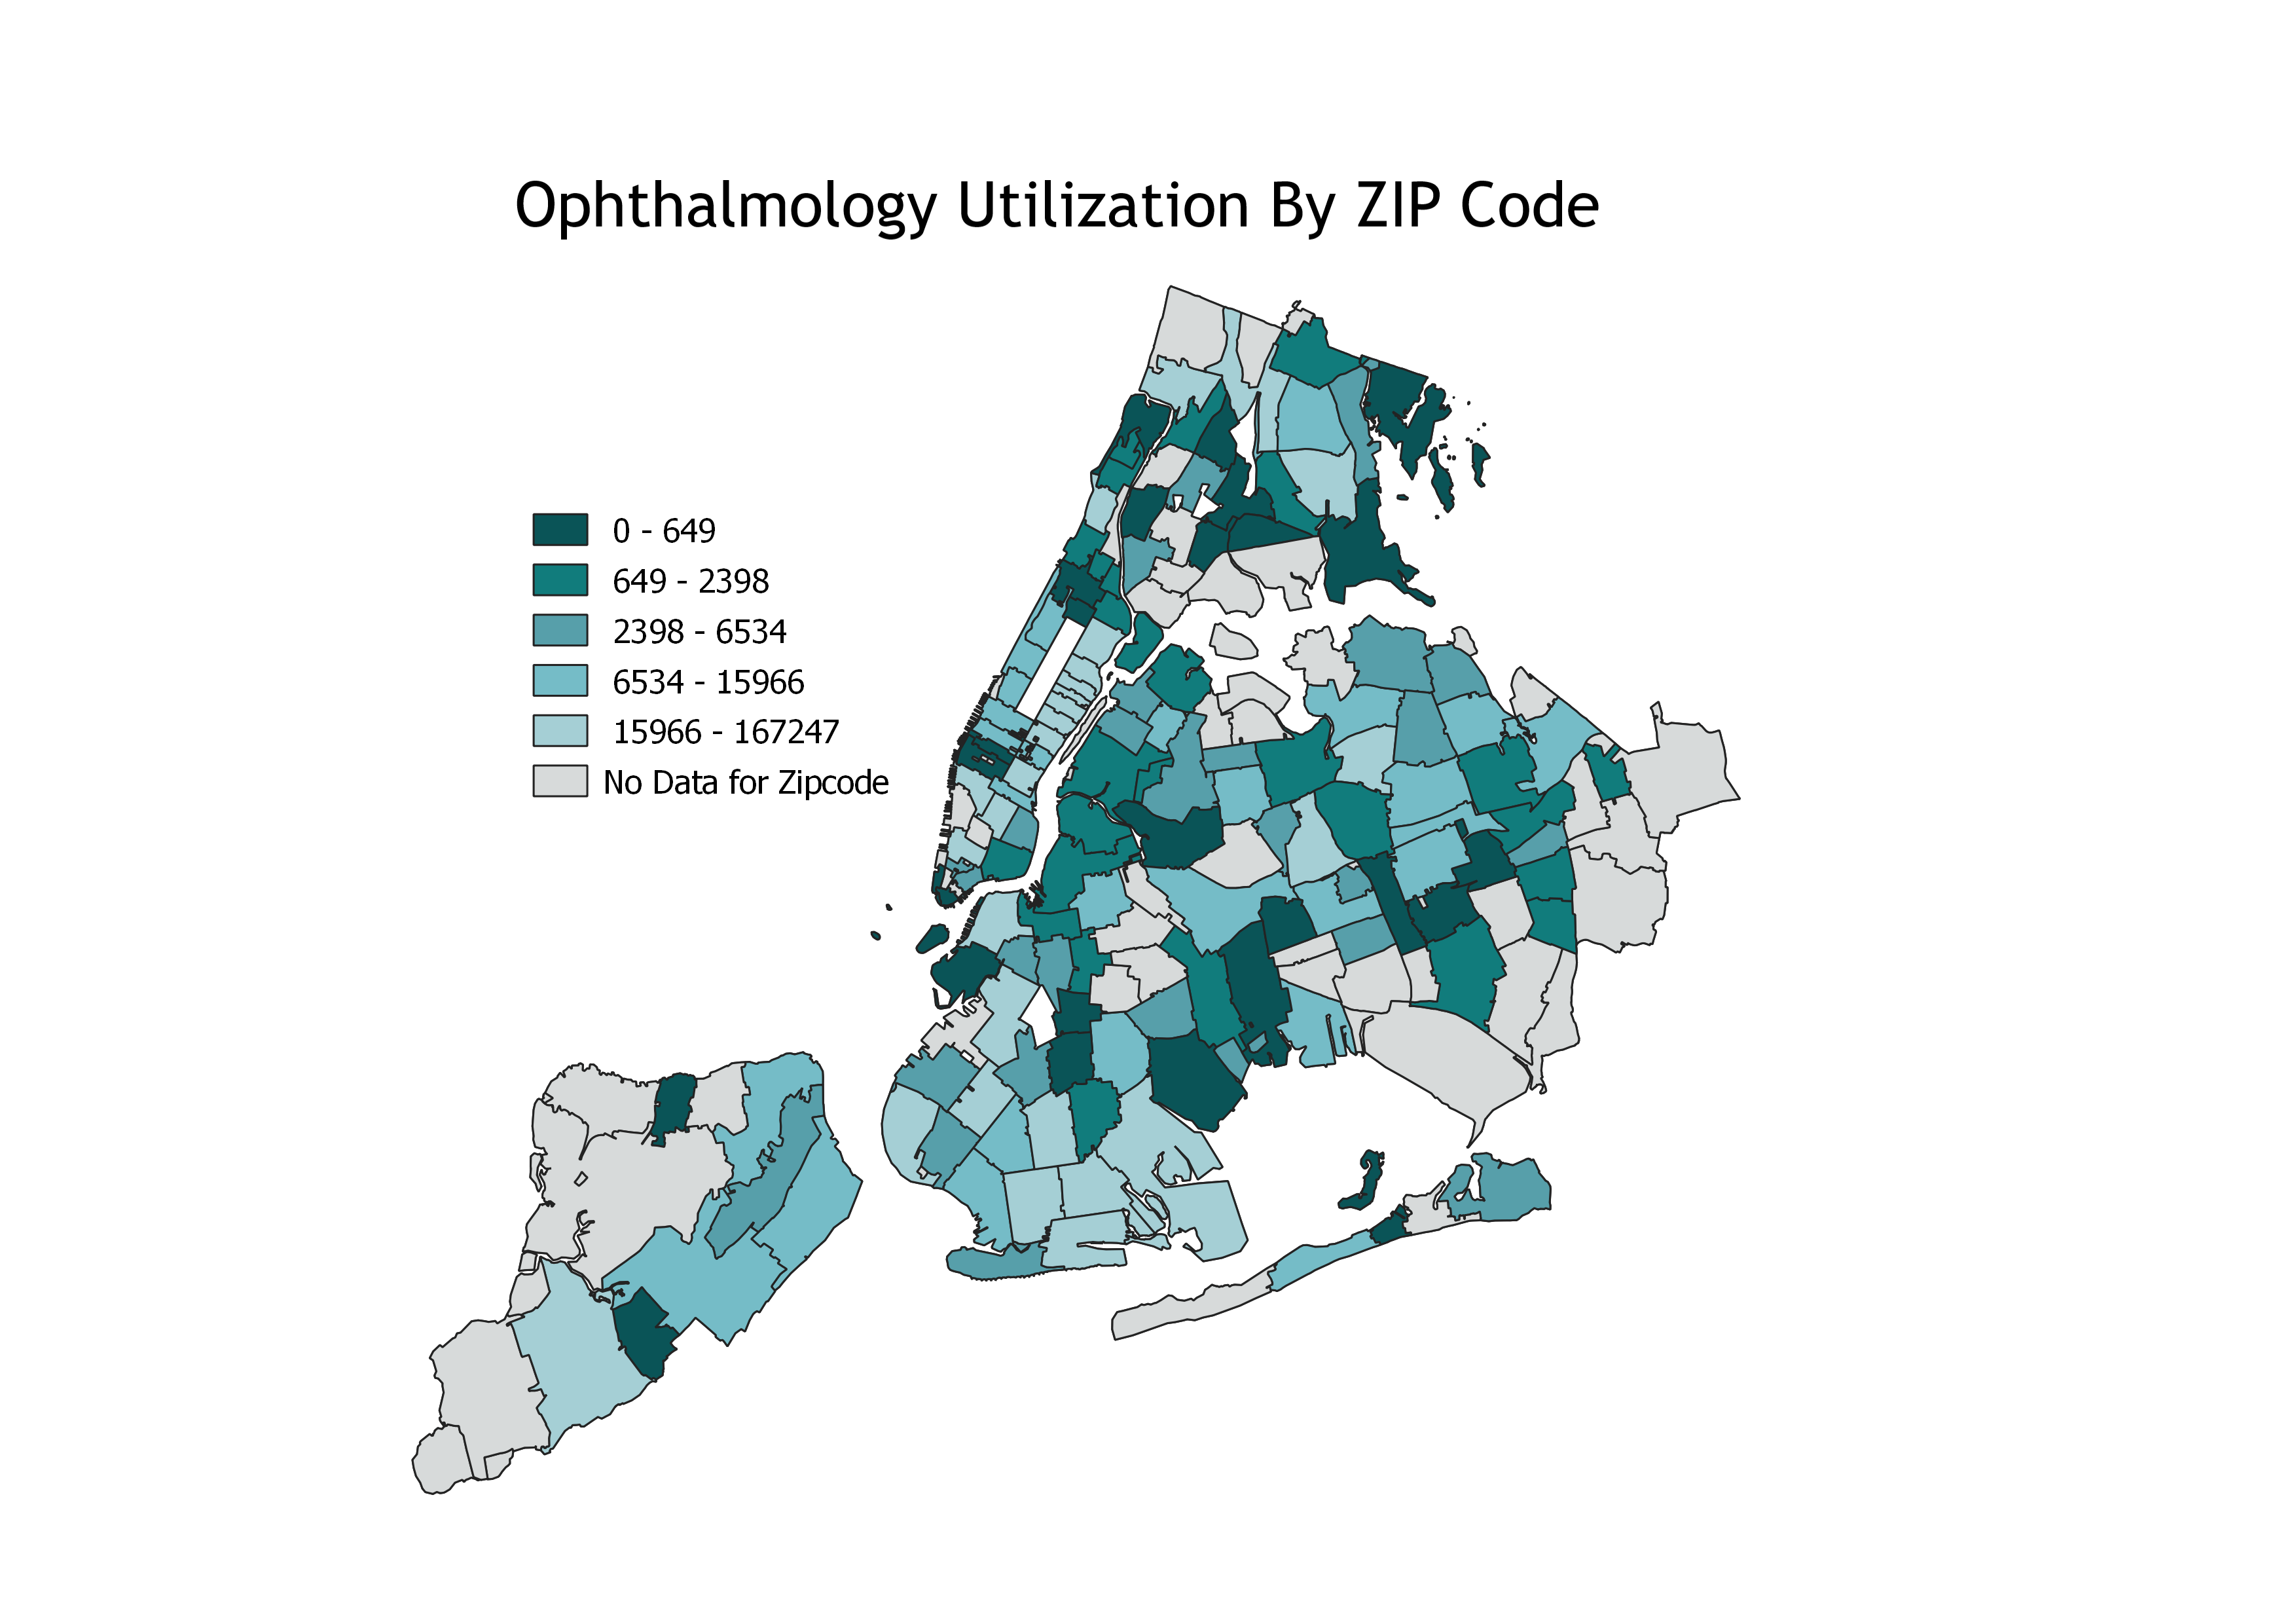 Ophthalmology Utilization By ZIP Code
0 - 649
649 - 2398
2398 - 6534
6534 - 15966
15966 - 167247
No Data for Zipcode